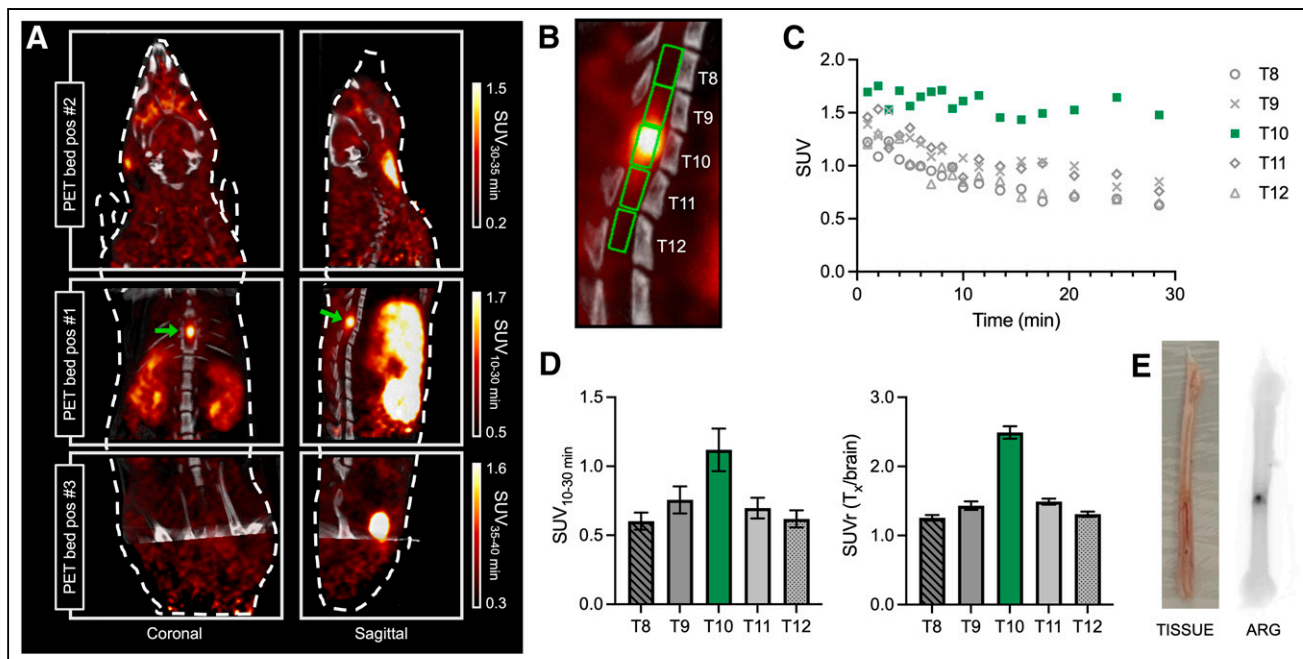 A
PET bed pos #2
1.5
SUV30-35 min
0.2
PET bed pos #1
1.7
SUV10-30 min
0.5
PET bed pos #3
1.6
SUV35-40 min
0.3
Coronal
Sagittal
B
T8
T9
T10
T11
T12
C
2.0
1.5
1.0
0.5
0.0
SUV
0
10
20
30
Time (min)
T8
T9
T10
T11
T12
D
1.5
1.0
0.5
0.0
SUV10-30 min
T8
T9
T10
T11
T12
3.0
2.0
1.0
0.0
SUVr (Tx/brain)
T8
T9
T10
T11
T12
E
TISSUE
ARG